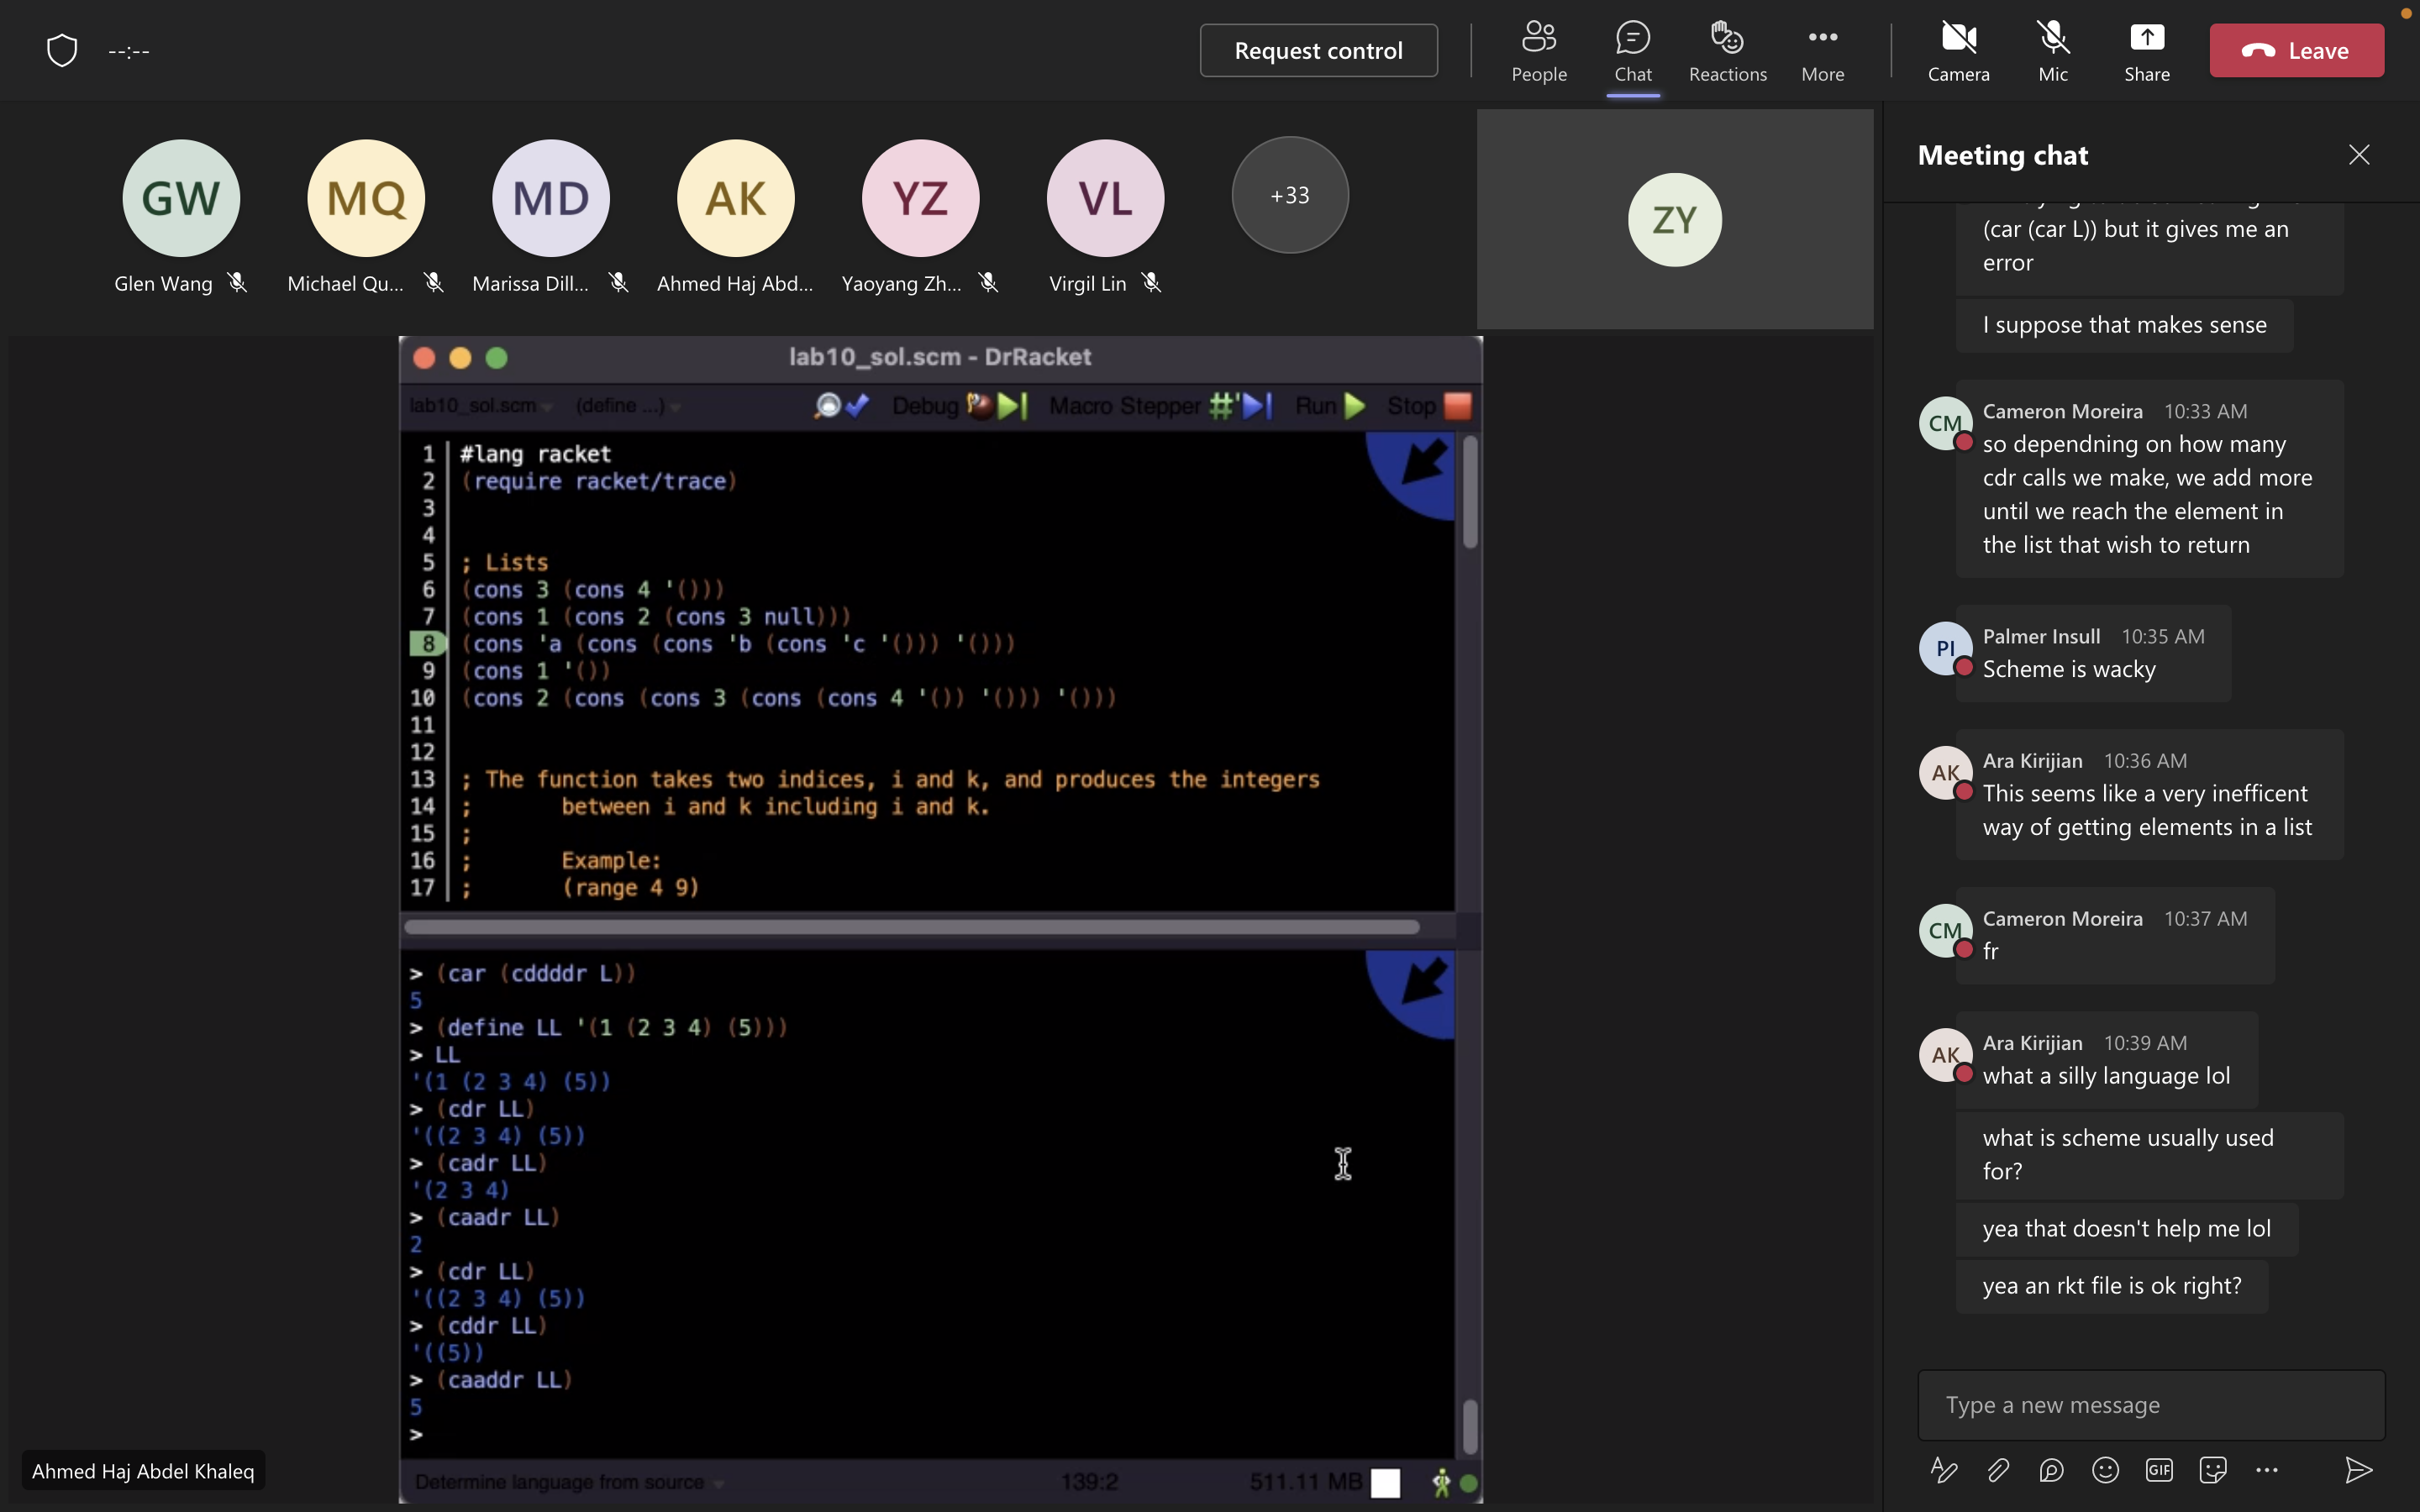 --:--
Request control
People
Chat
Reactions
More
Camera
Mic
Share
Leave
GW
MQ
MD
AK
YZ
VL
+33
ZY
Glen Wang
Michael Qu...
Marissa Dill...
Ahmed Haj Abd...
Yaoyang Zh...
Virgil Lin
lab10_sol.scm - DrRacket
lab10_sol.scm
(define ...)
Debug
Macro Stepper
#'
Run
Stop
1 #lang racket
2 (require racket/trace)
3
4
5 ; Lists
6 (cons 3 (cons 4 '()))
7 (cons 1 (cons 2 (cons 3 null)))
8 (cons 'a (cons (cons 'b (cons 'c '())) '()))
9 (cons 1 '())
10 (cons 2 (cons (cons 3 (cons (cons 4 '()) '())) '()))
11
12
13 ; The function takes two indices, i and k, and produces the integers
14 ; between i and k including i and k.
15 ;
16 ; Example:
17 ; (range 4 9)
> (car (cddddr L))
5
> (define LL '(1 (2 3 4) (5)))
> LL
'(1 (2 3 4) (5))
> (cdr LL)
'((2 3 4) (5))
> (cadr LL)
'(2 3 4)
> (caadr LL)
2
> (cdr LL)
'((2 3 4) (5))
> (cddr LL)
'((5))
> (caaddr LL)
5
>
Determine language from source
139:2
511.11 MB
Ahmed Haj Abdel Khaleq
Meeting chat
(car (car L)) but it gives me an
error
I suppose that makes sense
CM
Cameron Moreira 10:33 AM
so dependning on how many
cdr calls we make, we add more
until we reach the element in
the list that wish to return
PI
Palmer Insull 10:35 AM
Scheme is wacky
AK
Ara Kirijian 10:36 AM
This seems like a very inefficent
way of getting elements in a list
CM
Cameron Moreira 10:37 AM
fr
AK
Ara Kirijian 10:39 AM
what a silly language lol
what is scheme usually used
for?
yea that doesn't help me lol
yea an rkt file is ok right?
Type a new message
GIF